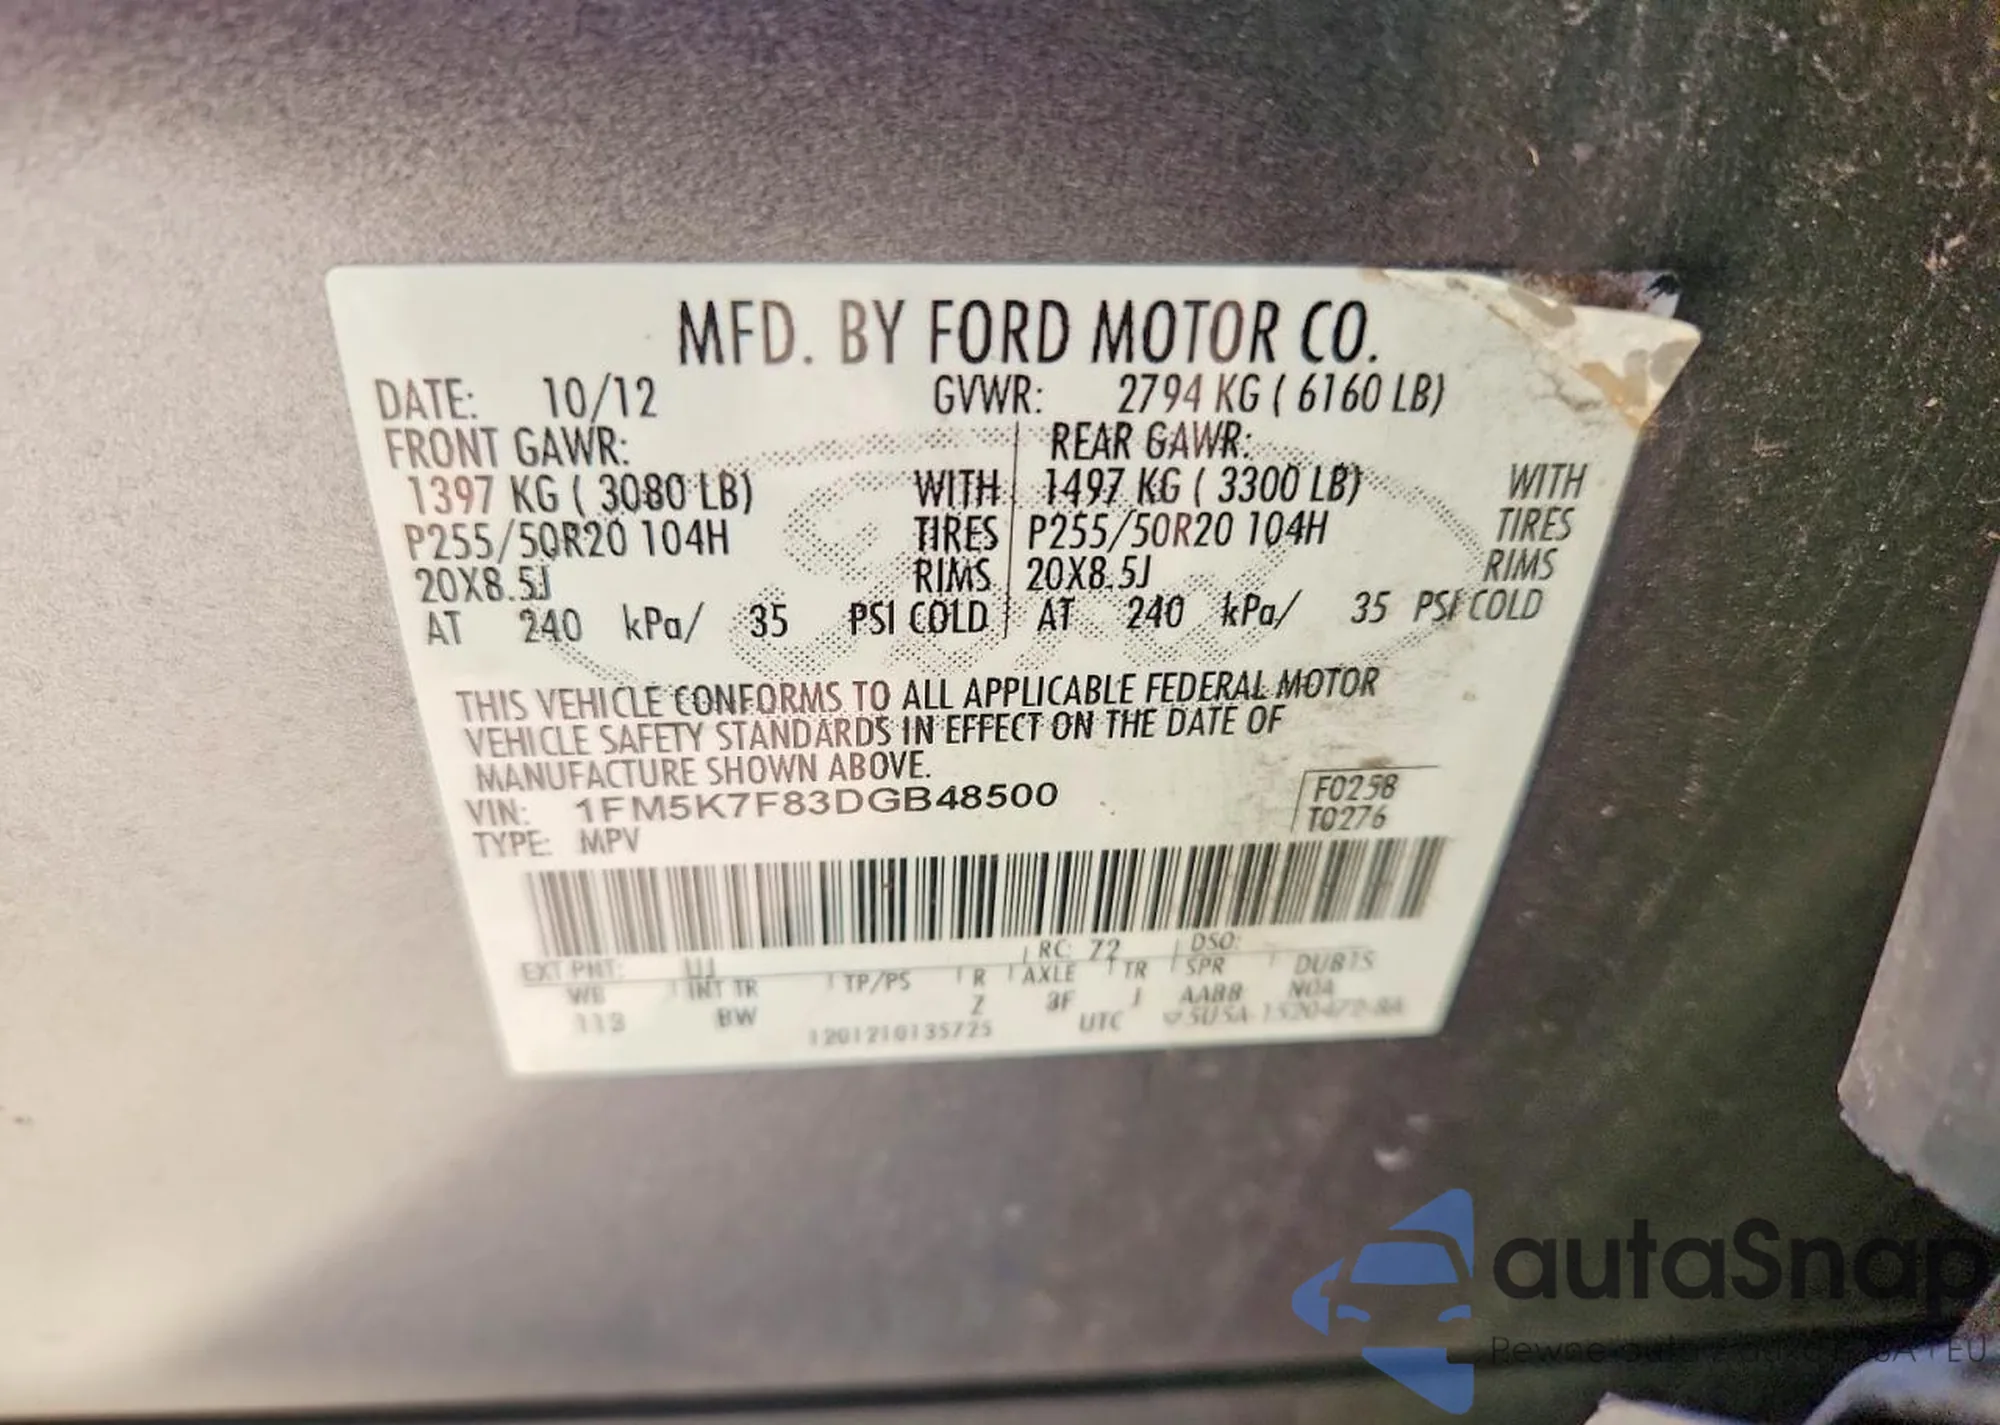 MFD. BY FORD MOTOR CO.
DATE: 10/12 GVWR: 2794 KG ( 6160 LB)
FRONT GAWR: REAR GAWR:
1397 KG ( 3080 LB) WITH 1497 KG ( 3300 LB) WITH
P255/50R20 104H TIRES P255/50R20 104H TIRES
20X8.5J RIMS 20X8.5J RIMS
AT 240 kPa/ 35 PSI COLD AT 240 kPa/ 35 PSI COLD
THIS VEHICLE CONFORMS TO ALL APPLICABLE FEDERAL MOTOR
VEHICLE SAFETY STANDARDS IN EFFECT ON THE DATE OF
MANUFACTURE SHOWN ABOVE.
VIN: 1FM5K7F83DGB48500 F0258
TYPE: MPV T0276
EXT PNT: UJ RC: 72 DSO:
WB INT TR TP/PS R AXLE TR SPR DUB1S
113 BW 2 3F J AABB N0A
1201210135725 UTC
autaSnap